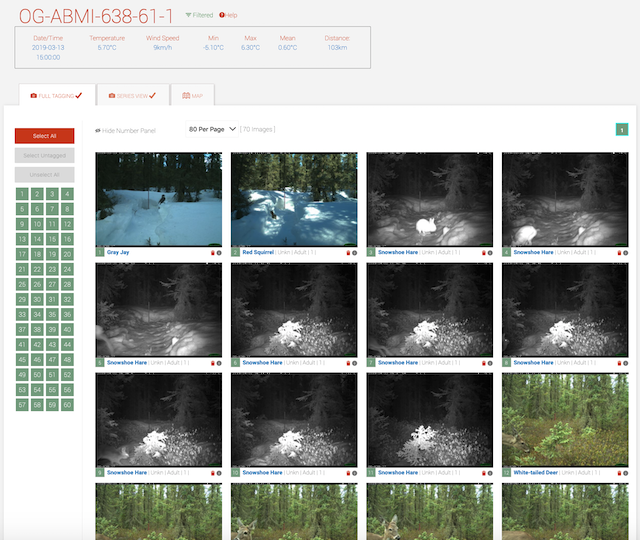 OG-ABMI-638-61-1
Filtered
Help
Date/Time Temperature Wind Speed Min Max Mean Distance
2019-03-13 5.70°C 9km/h -5.10°C 6.30°C 0.60°C 103km
15:00:00
FULL TAGGING
SERIES VIEW
MAP
Select All
Hide Number Panel
80 Per Page
[ 70 Images ]
1
Select Untagged
Unselect All
1 2 3 4
5 6 7 8
9 10 11 12
13 14 15 16
17 18 19 20
21 22 23 24
25 26 27 28
29 30 31 32
33 34 35 36
37 38 39 40
41 42 43 44
45 46 47 48
49 50 51 52
53 54 55 56
57 58 59 60
1 Gray Jay
2 Red Squirrel | Unkn | Adult | 1 |
3 Snowshoe Hare | Unkn | Adult | 1 |
4 Snowshoe Hare | Unkn | Adult | 1 |
5 Snowshoe Hare | Unkn | Adult | 1 |
6 Snowshoe Hare | Unkn | Adult | 1 |
7 Snowshoe Hare | Unkn | Adult | 1 |
8 Snowshoe Hare | Unkn | Adult | 1 |
9 Snowshoe Hare | Unkn | Adult | 1 |
10 Snowshoe Hare | Unkn | Adult | 1 |
11 Snowshoe Hare | Unkn | Adult | 1 |
12 White-tailed Deer | Unkn |